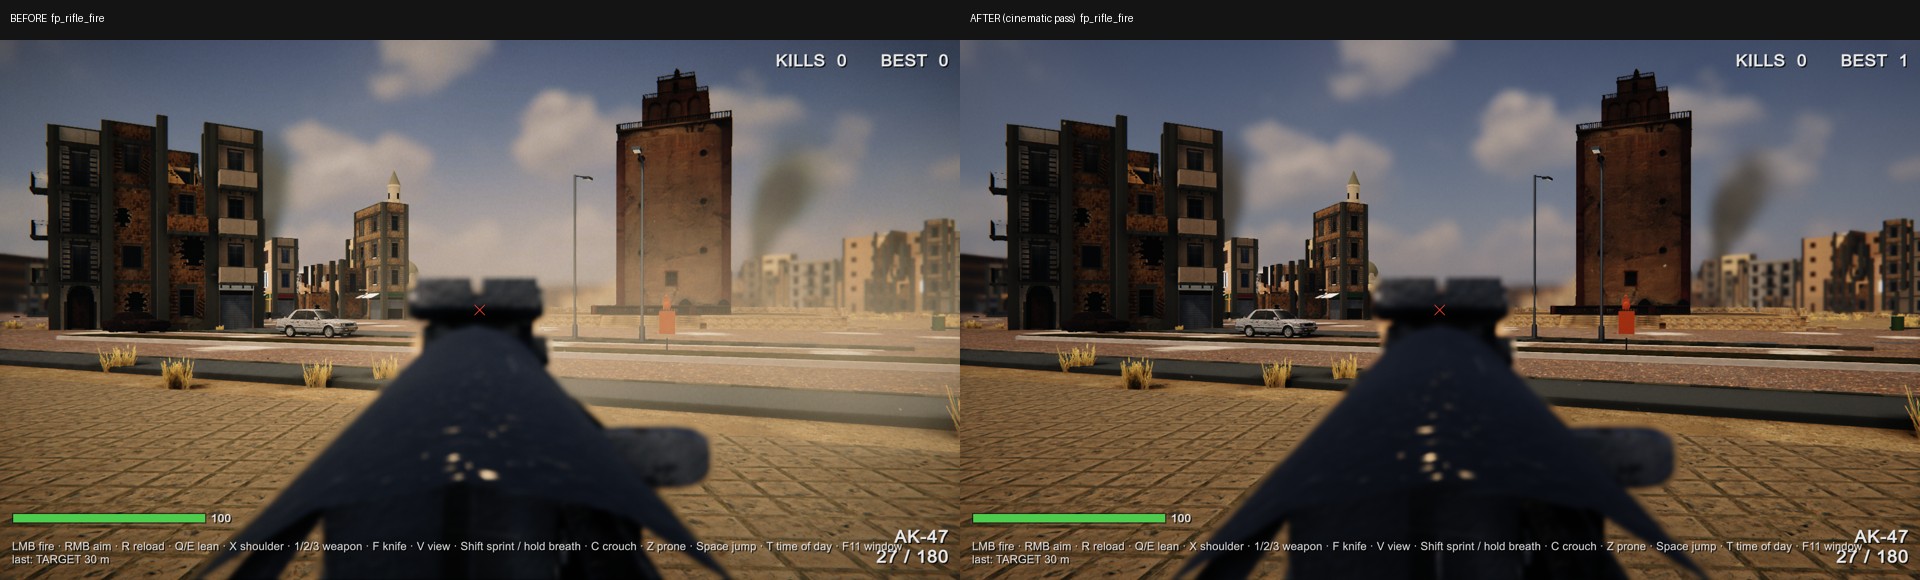 BEFORE fp_rifle_fire
KILLS 0 BEST 0
100
AK-47
LMB fire · RMB aim · R reload · Q/E lean · X shoulder · 1/2/3 weapon · F knife · V view · Shift sprint / hold breath · C crouch · Z prone · Space jump · T time of day · F11 window
27 / 180
last: TARGET 30 m
AFTER (cinematic pass) fp_rifle_fire
KILLS 0 BEST 1
100
AK-47
LMB fire · RMB aim · R reload · Q/E lean · X shoulder · 1/2/3 weapon · F knife · V view · Shift sprint / hold breath · C crouch · Z prone · Space jump · T time of day · F11 window
27 / 180
last: TARGET 30 m